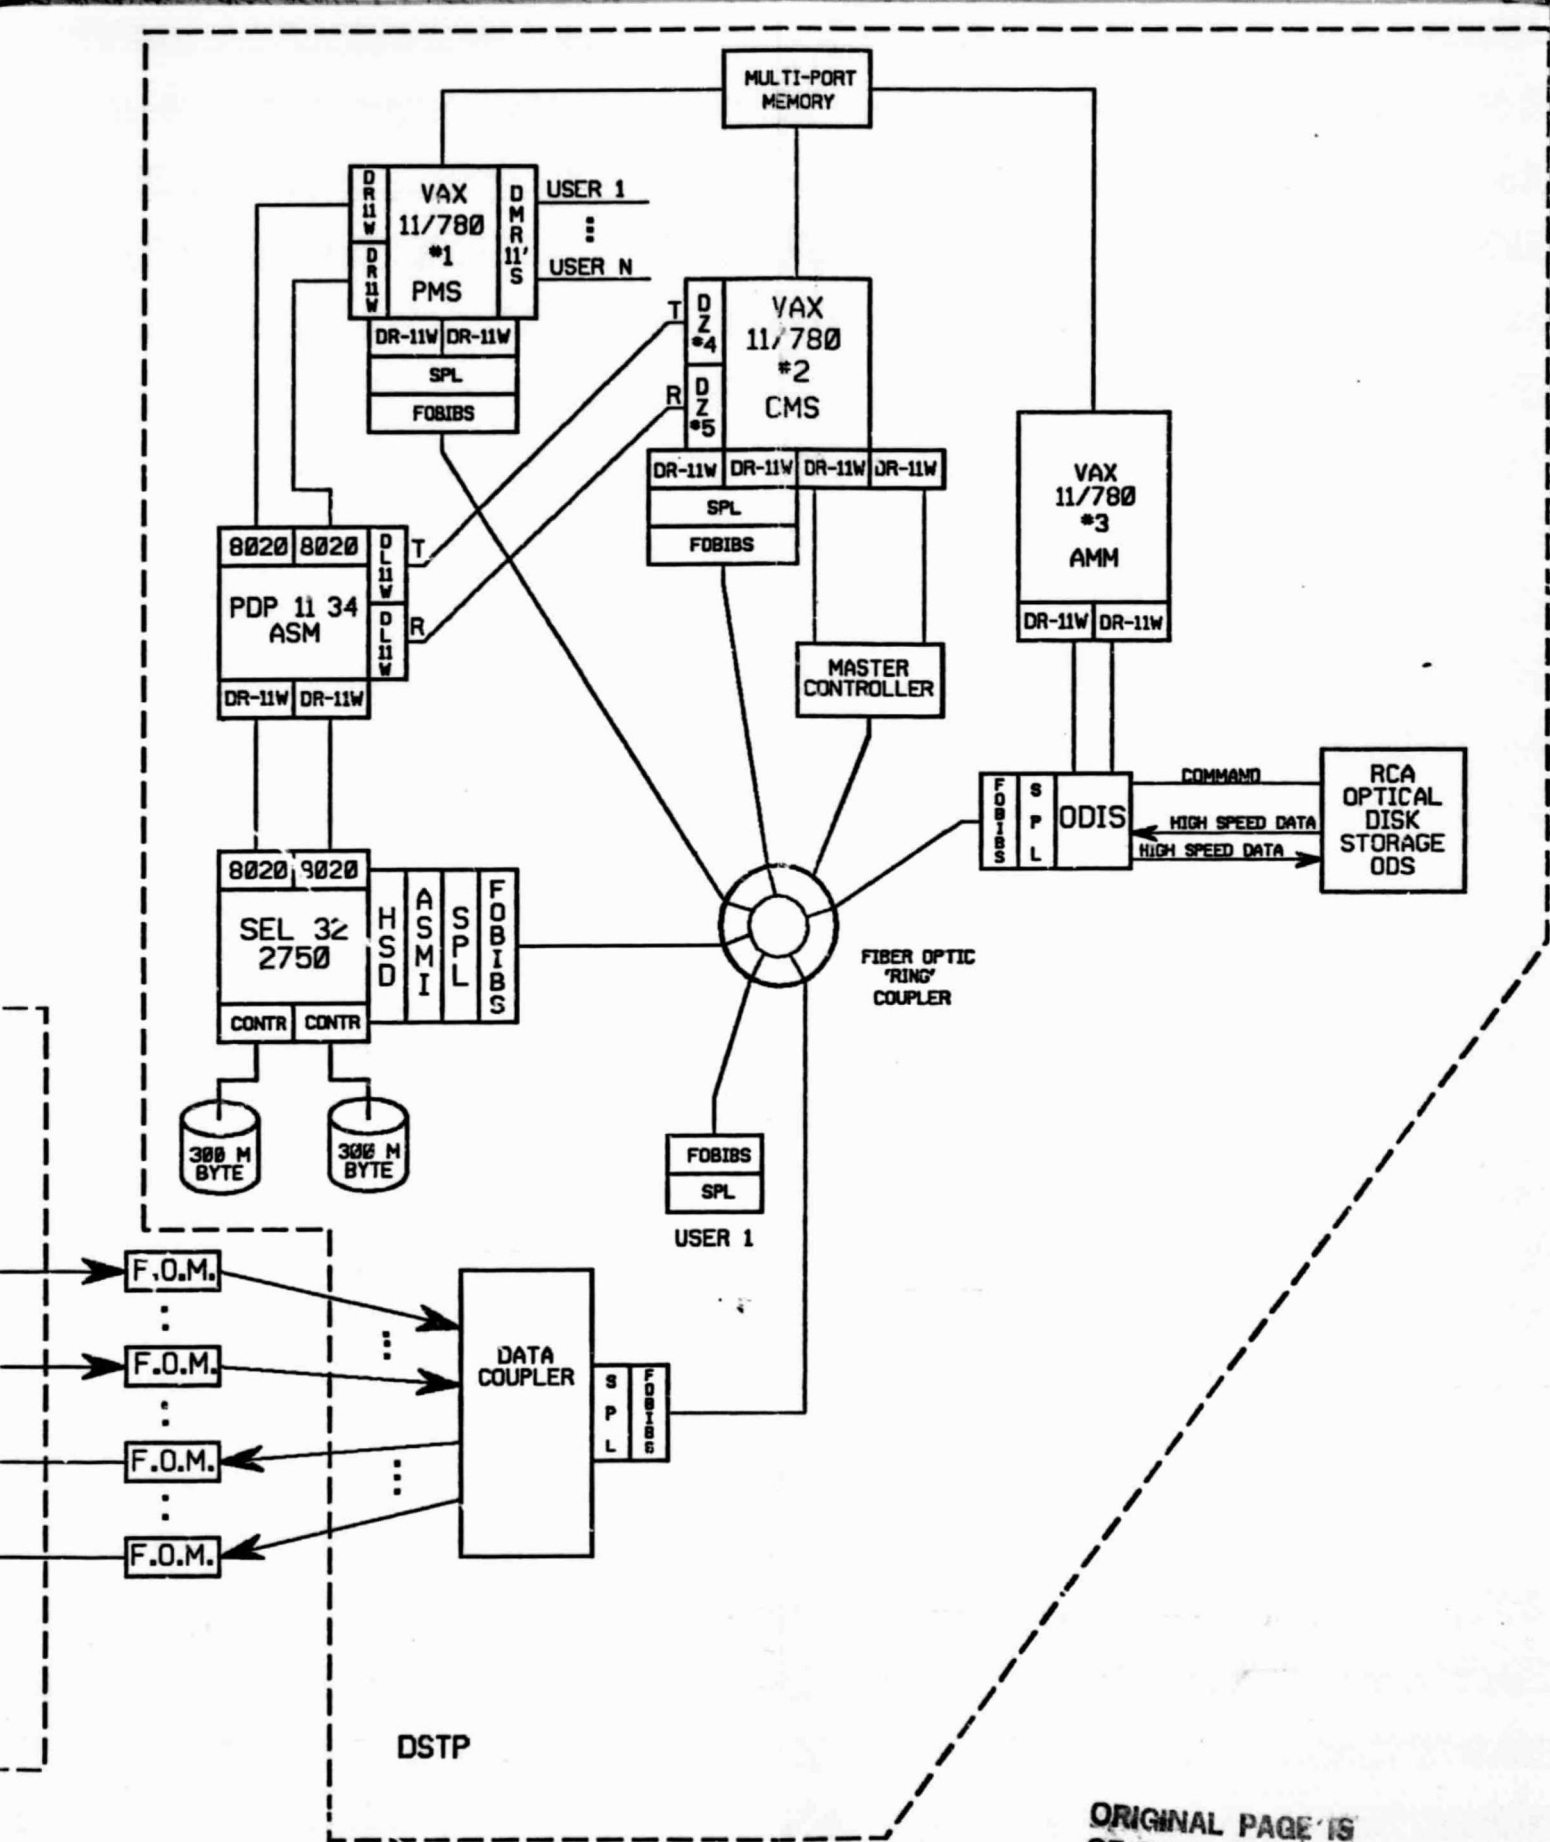 MULTI-PORT
MEMORY
DR11W
DR11W
VAX
11/780
#1
PMS
DMR11'S
USER 1
USER N
DR-11W DR-11W
SPL
FOBIBS
T
R
DZ#4
DZ#5
VAX
11/780
#2
CMS
DR-11W DR-11W DR-11W DR-11W
SPL
FOBIBS
VAX
11/780
#3
AMM
DR-11W DR-11W
8020 8020
PDP 11 34
ASM
DL11W
DL11W
T
R
DR-11W DR-11W
MASTER
CONTROLLER
FOBIBS
SPL
ODIS
COMMAND
HIGH SPEED DATA
HIGH SPEED DATA
RCA
OPTICAL
DISK
STORAGE
ODS
8020 8020
SEL 32
2750
HSD
ASMI
SPL
FOBIBS
CONTR CONTR
300 M
BYTE
300 M
BYTE
FIBER OPTIC
'RING'
COUPLER
FOBIBS
SPL
USER 1
F.O.M.
F.O.M.
F.O.M.
F.O.M.
DATA
COUPLER
SPL
FOBIBS
DSTP
ORIGINAL PAGE IS